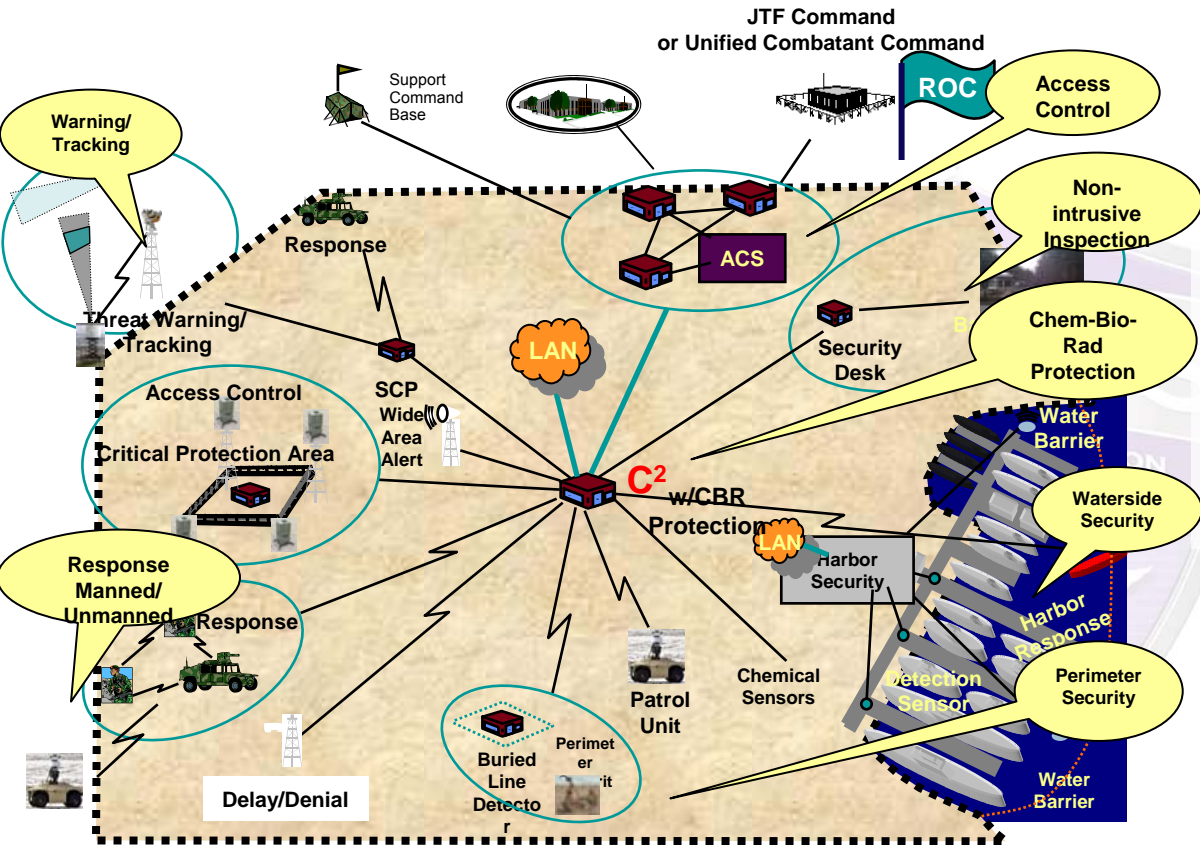 JTF Command
or Unified Combatant Command
Support
Command
Base
ROC
Access
Control
Warning/
Tracking
Non-
intrusive
Inspection
Response
ACS
Threat Warning/
Tracking
LAN
Security
Desk
Chem-Bio-
Rad
Protection
Access Control
SCP
Wide
Area
Alert
Critical Protection Area
Water
Barrier
C²
w/CBR
Protection
Waterside
Security
LAN
Harbor
Security
Response
Manned/
Unmanned
Response
Harbor
Response
Detection
Sensor
Chemical
Sensors
Patrol
Unit
Perimeter
Security
Buried
Line
Detecto
r
Perimet
er
Delay/Denial
Water
Barrier